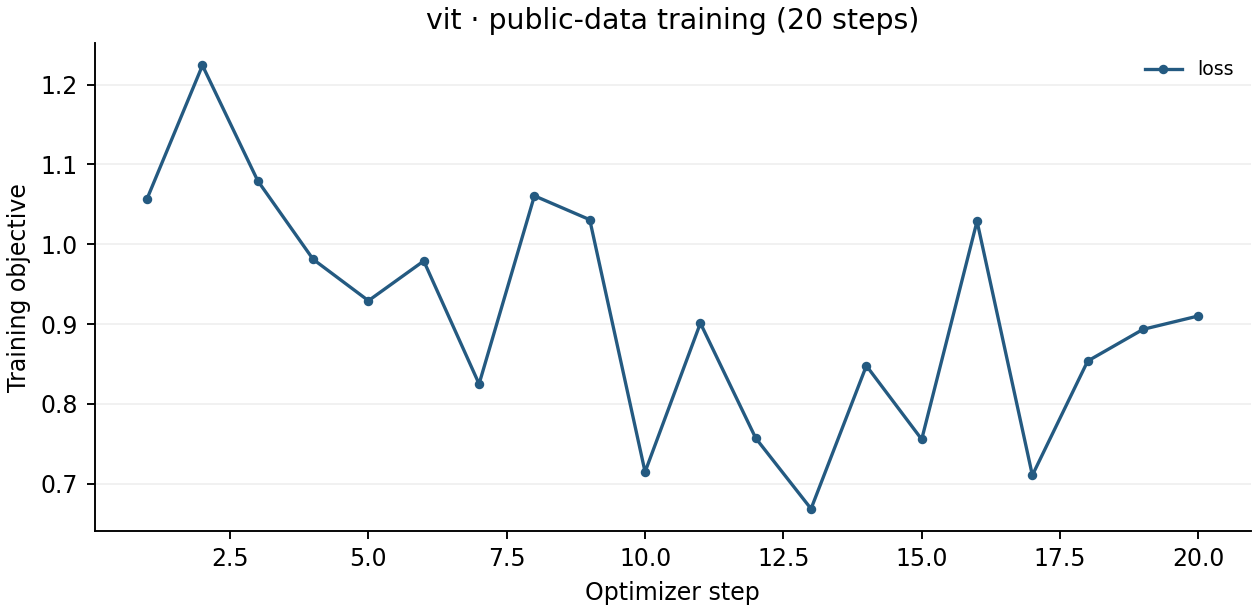 vit · public-data training (20 steps)
loss
Training objective
1.2
1.1
1.0
0.9
0.8
0.7
2.5 5.0 7.5 10.0 12.5 15.0 17.5 20.0
Optimizer step